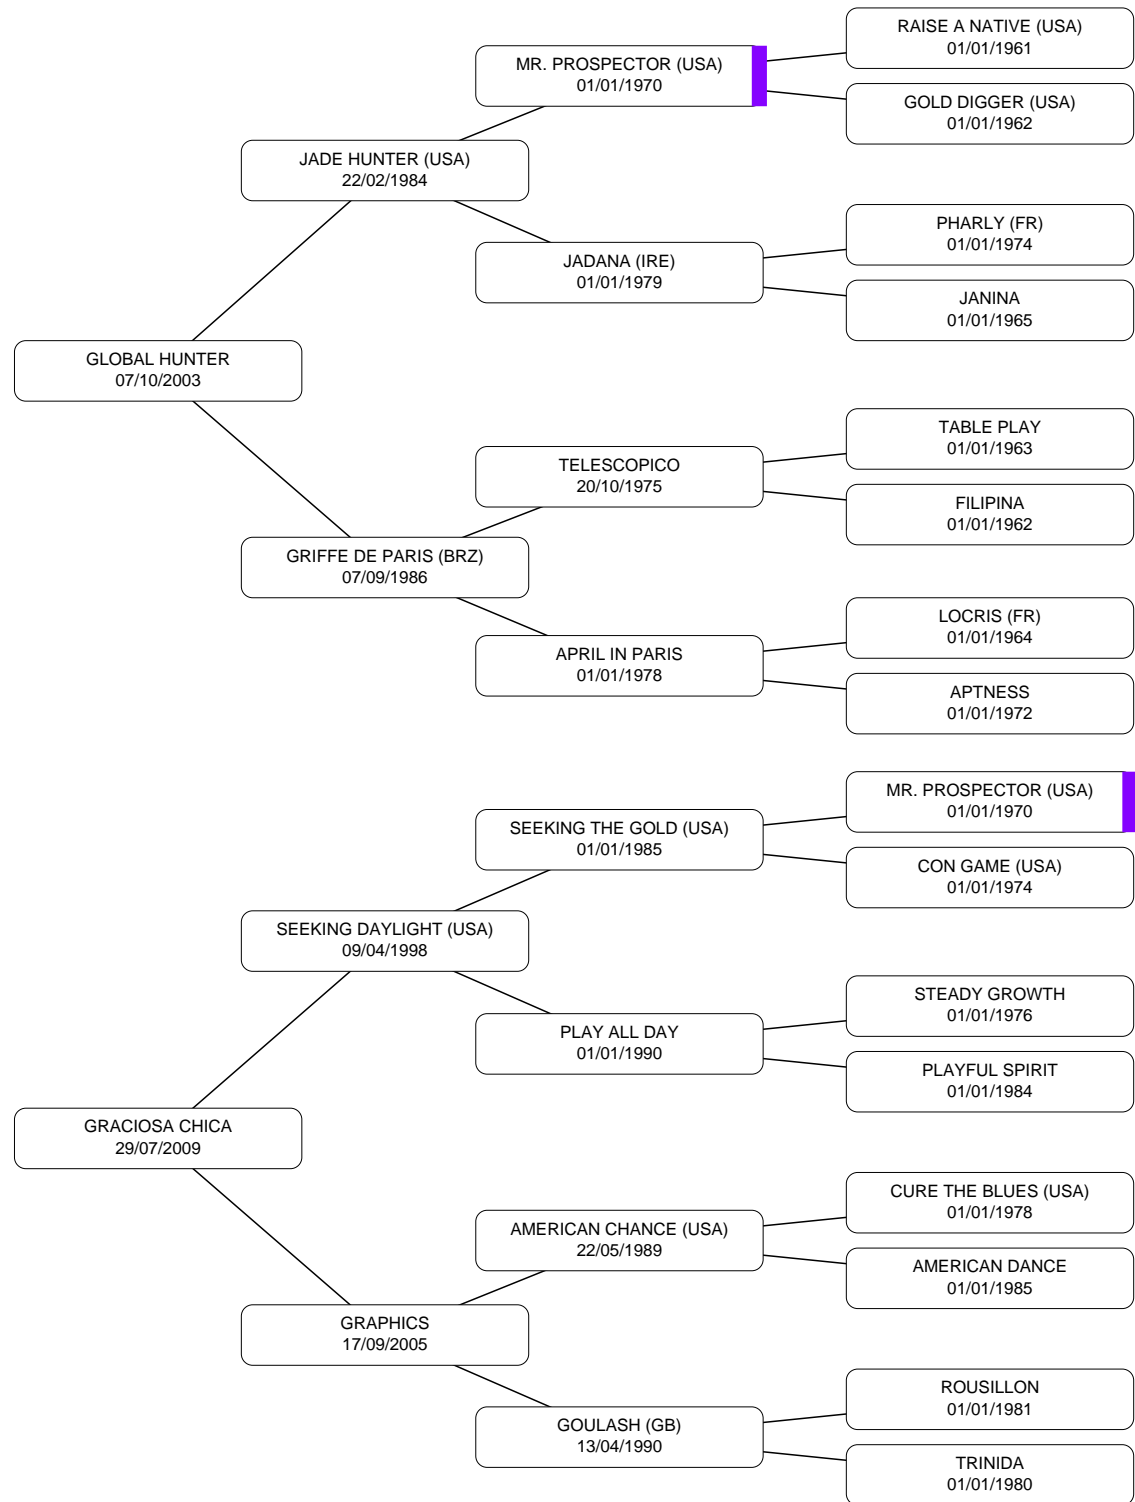 RAISE A NATIVE (USA)
01/01/1961
MR. PROSPECTOR (USA)
01/01/1970
GOLD DIGGER (USA)
01/01/1962
JADE HUNTER (USA)
22/02/1984
PHARLY (FR)
01/01/1974
JADANA (IRE)
01/01/1979
JANINA
01/01/1965
GLOBAL HUNTER
07/10/2003
TABLE PLAY
01/01/1963
TELESCOPICO
20/10/1975
FILIPINA
01/01/1962
GRIFFE DE PARIS (BRZ)
07/09/1986
LOCRIS (FR)
01/01/1964
APRIL IN PARIS
01/01/1978
APTNESS
01/01/1972
MR. PROSPECTOR (USA)
01/01/1970
SEEKING THE GOLD (USA)
01/01/1985
CON GAME (USA)
01/01/1974
SEEKING DAYLIGHT (USA)
09/04/1998
STEADY GROWTH
01/01/1976
PLAY ALL DAY
01/01/1990
PLAYFUL SPIRIT
01/01/1984
GRACIOSA CHICA
29/07/2009
CURE THE BLUES (USA)
01/01/1978
AMERICAN CHANCE (USA)
22/05/1989
AMERICAN DANCE
01/01/1985
GRAPHICS
17/09/2005
ROUSILLON
01/01/1981
GOULASH (GB)
13/04/1990
TRINIDA
01/01/1980